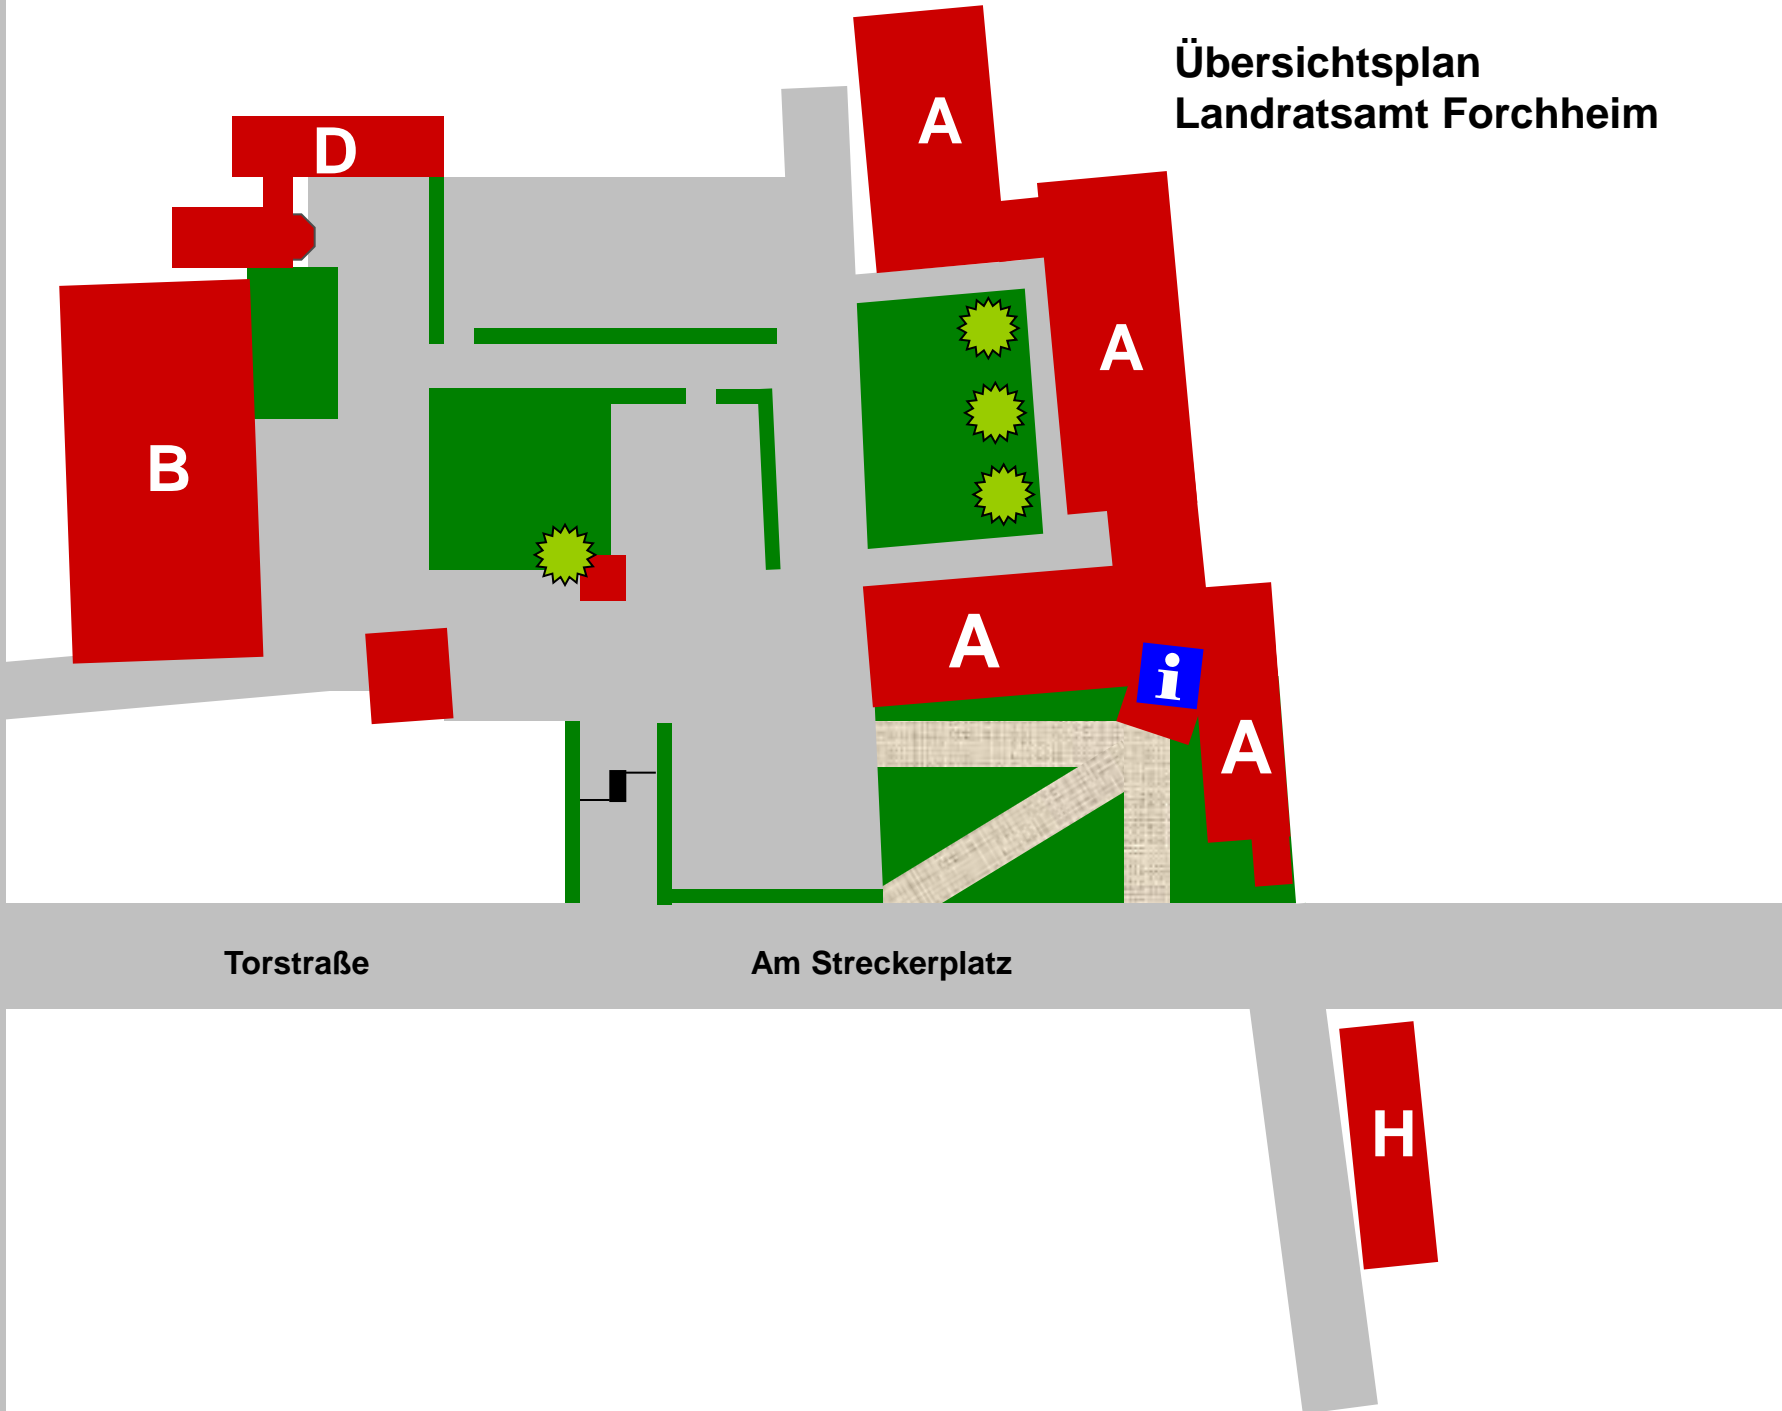 Übersichtsplan
Landratsamt Forchheim
A
D
A
B
A
i
A
Torstraße
Am Streckerplatz
H